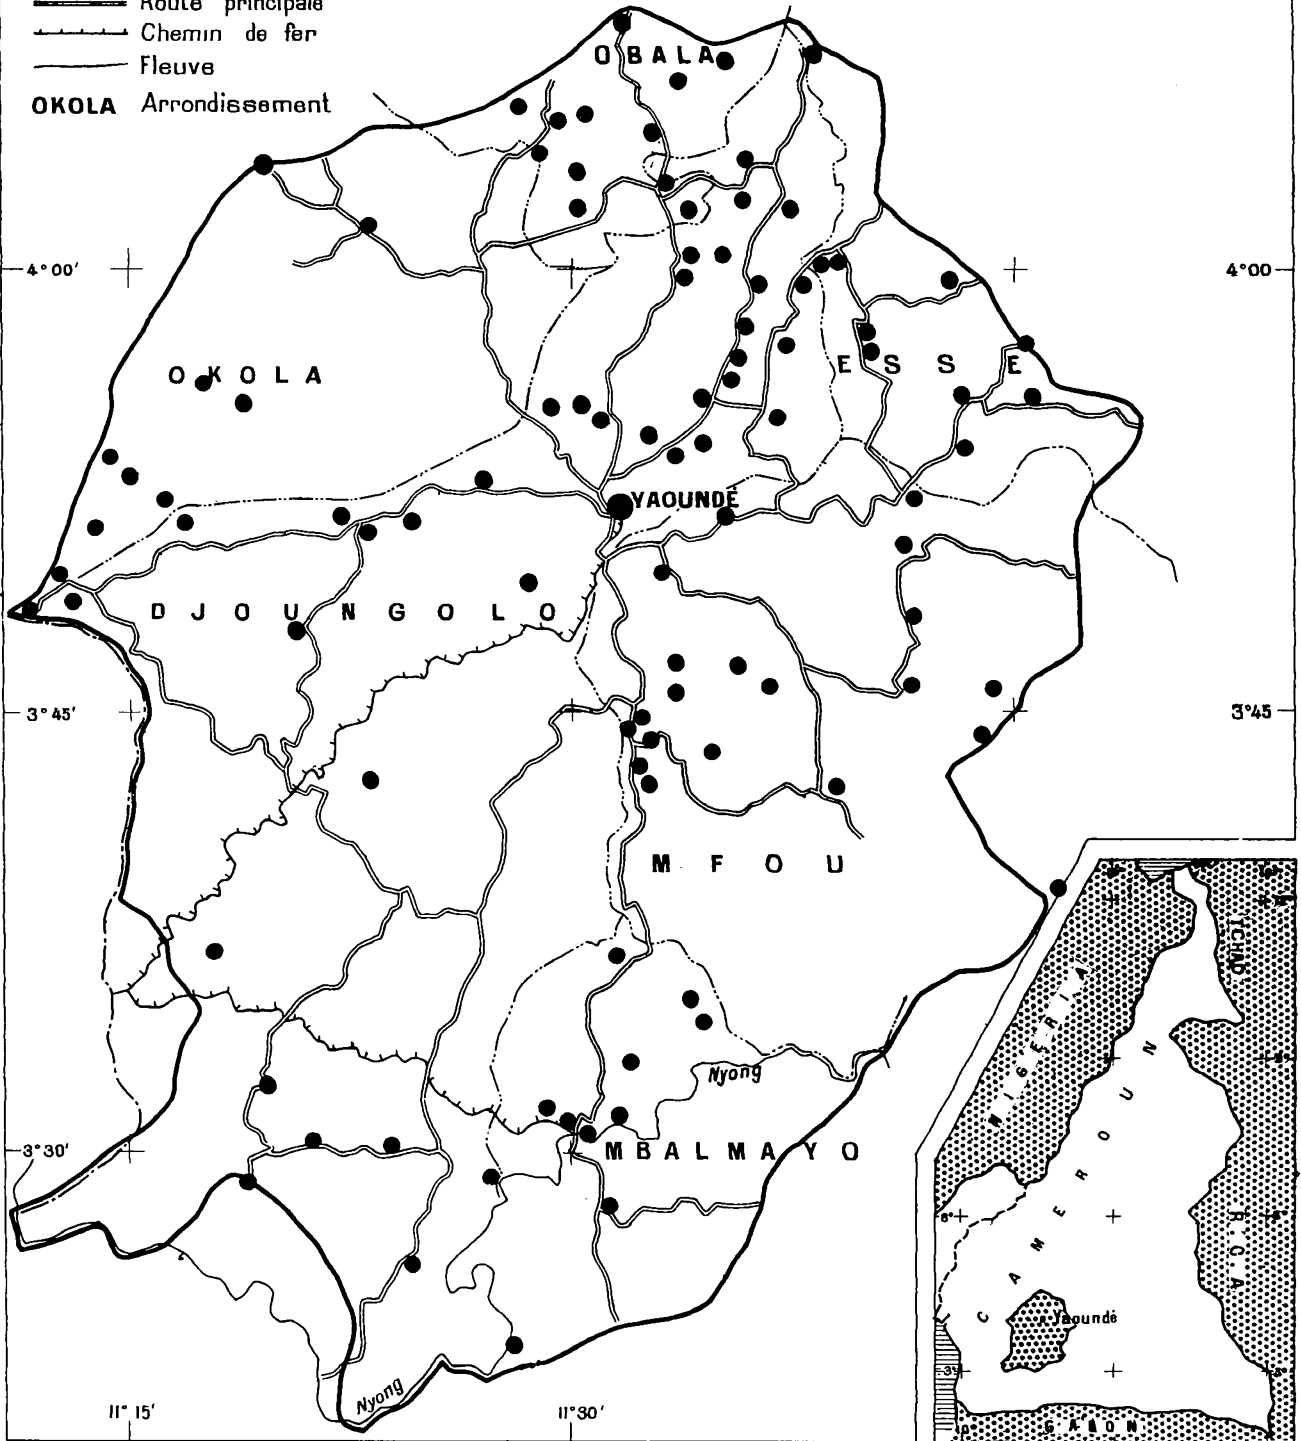 Route principale
Chemin de fer
Fleuve
OKOLA Arrondissement
OBALA
4°00'
4°00
OKOLA
ESSE
YAOUNDÉ
DJOUNGOLO
3°45'
3°45
MFOU
Nyong
3°30'
MBALMAYO
Nyong
11°15'
11°30'
TCHAD
NIGERIA
CAMEROUN
R.C.A
Yaoundé
GABON